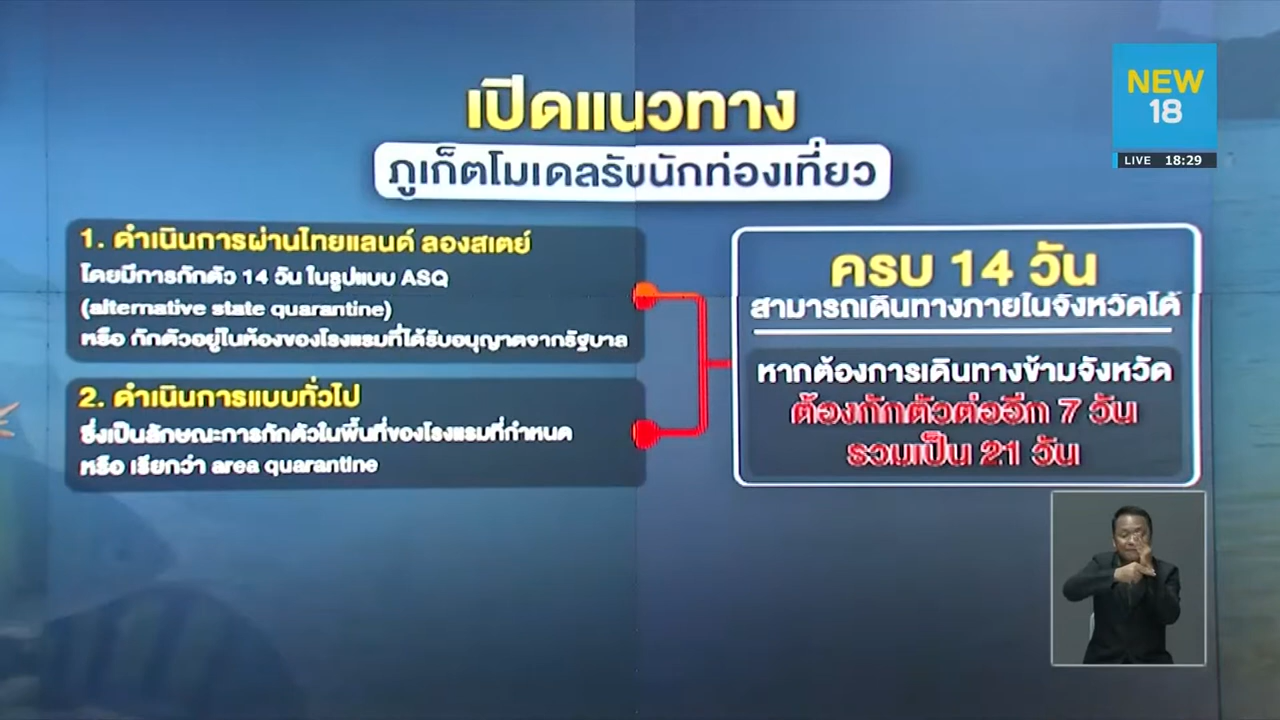 เปิดแนวทาง
ภูเก็ตโมเดลรับนักท่องเที่ยว
NEW
18
LIVE 18:29
1. ดำเนินการผ่านไทยแลนด์ ลองสเตย์
โดยมีการกักตัว 14 วัน ในรูปแบบ ASQ
(alternative state quarantine)
หรือ กักตัวอยู่ในห้องของโรงแรมที่ได้รับอนุญาตจากรัฐบาล
2. ดำเนินการแบบทั่วไป
ซึ่งเป็นลักษณะการกักตัวในพื้นที่ของโรงแรมที่กำหนด
หรือ เรียกว่า area quarantine
ครบ 14 วัน
สามารถเดินทางภายในจังหวัดได้
หากต้องการเดินทางข้ามจังหวัด
ต้องกักตัวต่ออีก 7 วัน
รวมเป็น 21 วัน